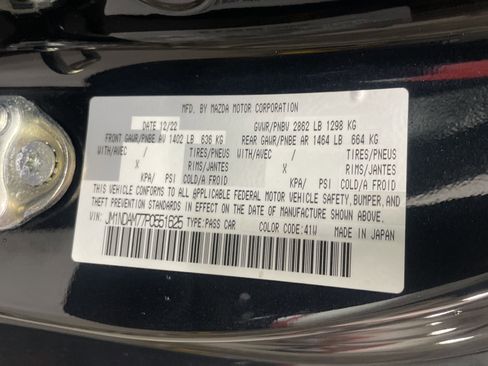 MFD. BY MAZDA MOTOR CORPORATION
DATE 12/22 GVWR/PNBV 2862 LB 1298 KG
FRONT GAWR/PNBE AV 1402 LB 636 KG REAR GAWR/PNBE AR 1464 LB 664 KG
WITH/AVEC / TIRES/PNEUS WITH/AVEC / TIRES/PNEUS
X RIMS/JANTES X RIMS/JANTES
KPA/ PSI COLD/A FROID KPA/ PSI COLD/A FROID
THIS VEHICLE CONFORMS TO ALL APPLICABLE FEDERAL MOTOR VEHICLE SAFETY, BUMPER, AND
THEFT PREVENTION STANDARDS IN EFFECT ON THE DATE OF MANUFACTURE SHOWN ABOVE.
VIN: JM1NDAM77P0551625 TYPE: PASS CAR COLOR CODE: 41W MADE IN JAPAN